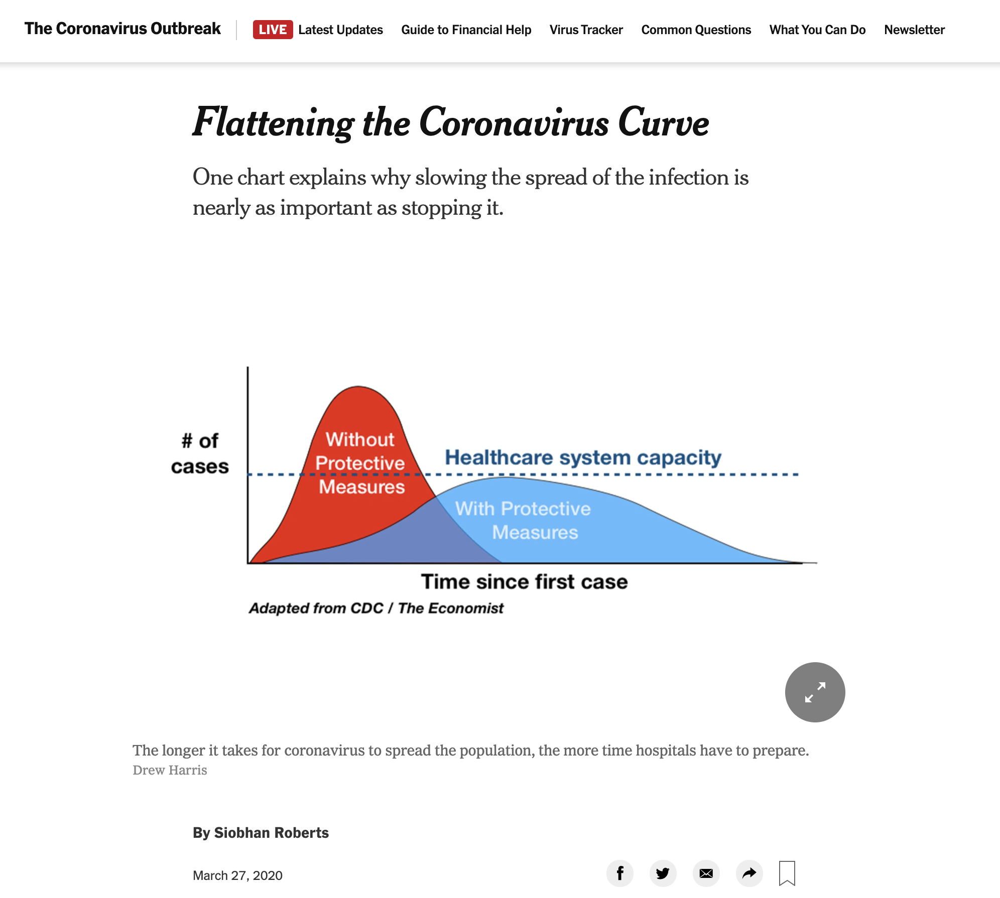 The Coronavirus Outbreak
LIVE Latest Updates Guide to Financial Help Virus Tracker Common Questions What You Can Do Newsletter
Flattening the Coronavirus Curve
One chart explains why slowing the spread of the infection is
nearly as important as stopping it.
# of
cases
Without
Protective
Measures
Healthcare system capacity
With Protective
Measures
Time since first case
Adapted from CDC / The Economist
The longer it takes for coronavirus to spread the population, the more time hospitals have to prepare.
Drew Harris
By Siobhan Roberts
March 27, 2020